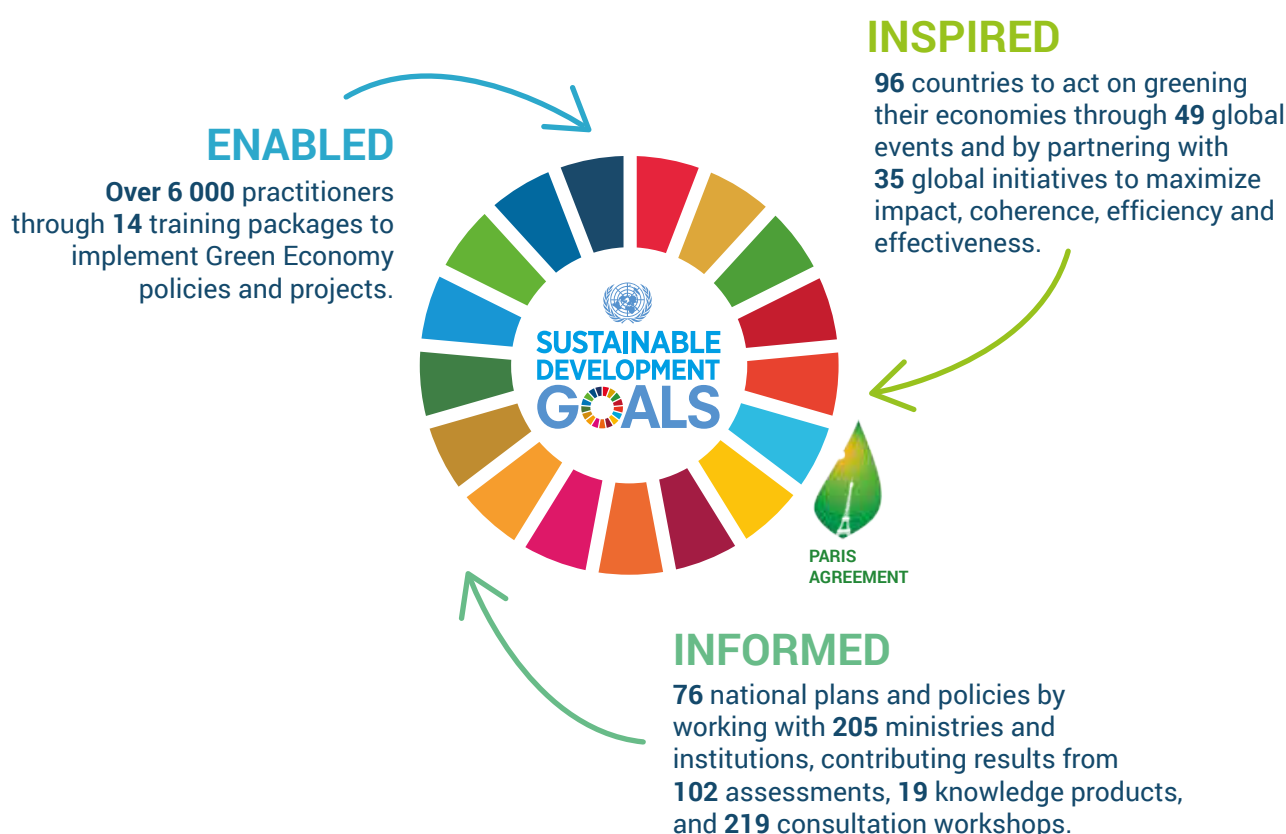 INSPIRED
96 countries to act on greening
their economies through 49 global
events and by partnering with
35 global initiatives to maximize
impact, coherence, efficiency and
effectiveness.
ENABLED
Over 6 000 practitioners
through 14 training packages to
implement Green Economy
policies and projects.
SUSTAINABLE
DEVELOPMENT
GOALS
PARIS
AGREEMENT
INFORMED
76 national plans and policies by
working with 205 ministries and
institutions, contributing results from
102 assessments, 19 knowledge products,
and 219 consultation workshops.